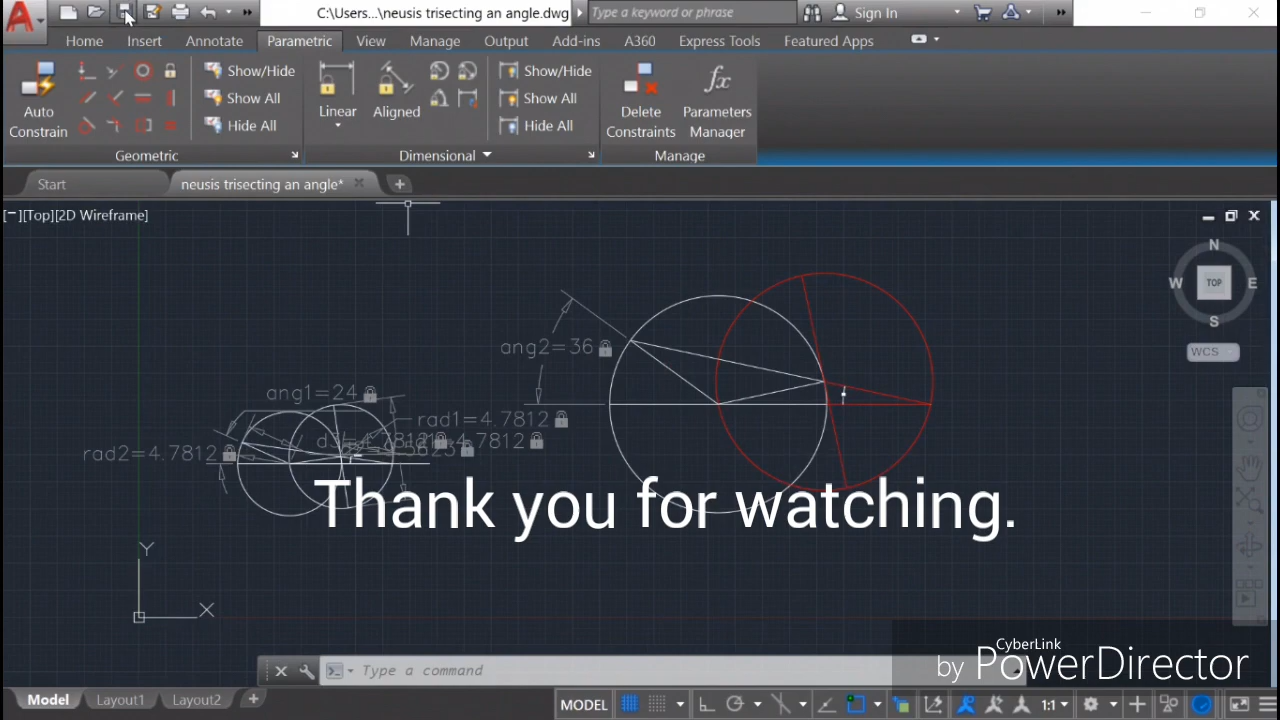 C:\Users...\neusis trisecting an angle.dwg
Type a keyword or phrase
Sign In
Home Insert Annotate Parametric View Manage Output Add-ins A360 Express Tools Featured Apps
Auto Constrain
Show/Hide
Show All
Hide All
Geometric
Linear
Aligned
Show/Hide
Show All
Hide All
Dimensional
Delete Constraints
fx
Parameters Manager
Manage
Start
neusis trisecting an angle*
[−][Top][2D Wireframe]
N
W TOP E
S
WCS
ang2=36
ang1=24
rad1=4.7812
rad2=4.7812
Thank you for watching.
Y
X
CyberLink
by PowerDirector
Type a command
Model Layout1 Layout2
MODEL
1:1